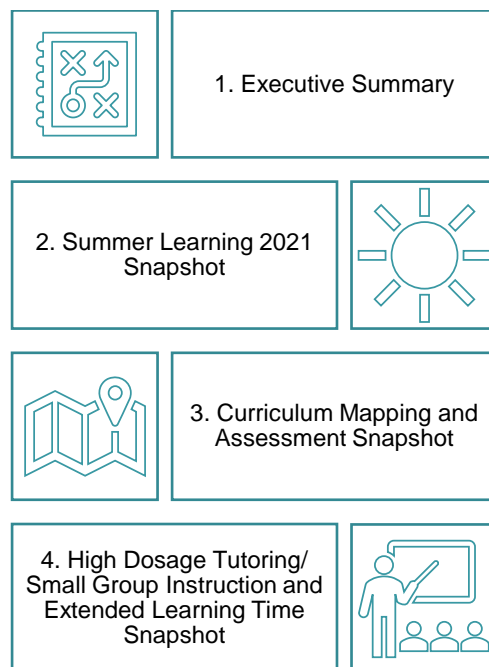 1. Executive Summary
2. Summer Learning 2021
Snapshot
3. Curriculum Mapping and
Assessment Snapshot
4. High Dosage Tutoring/
Small Group Instruction and
Extended Learning Time
Snapshot